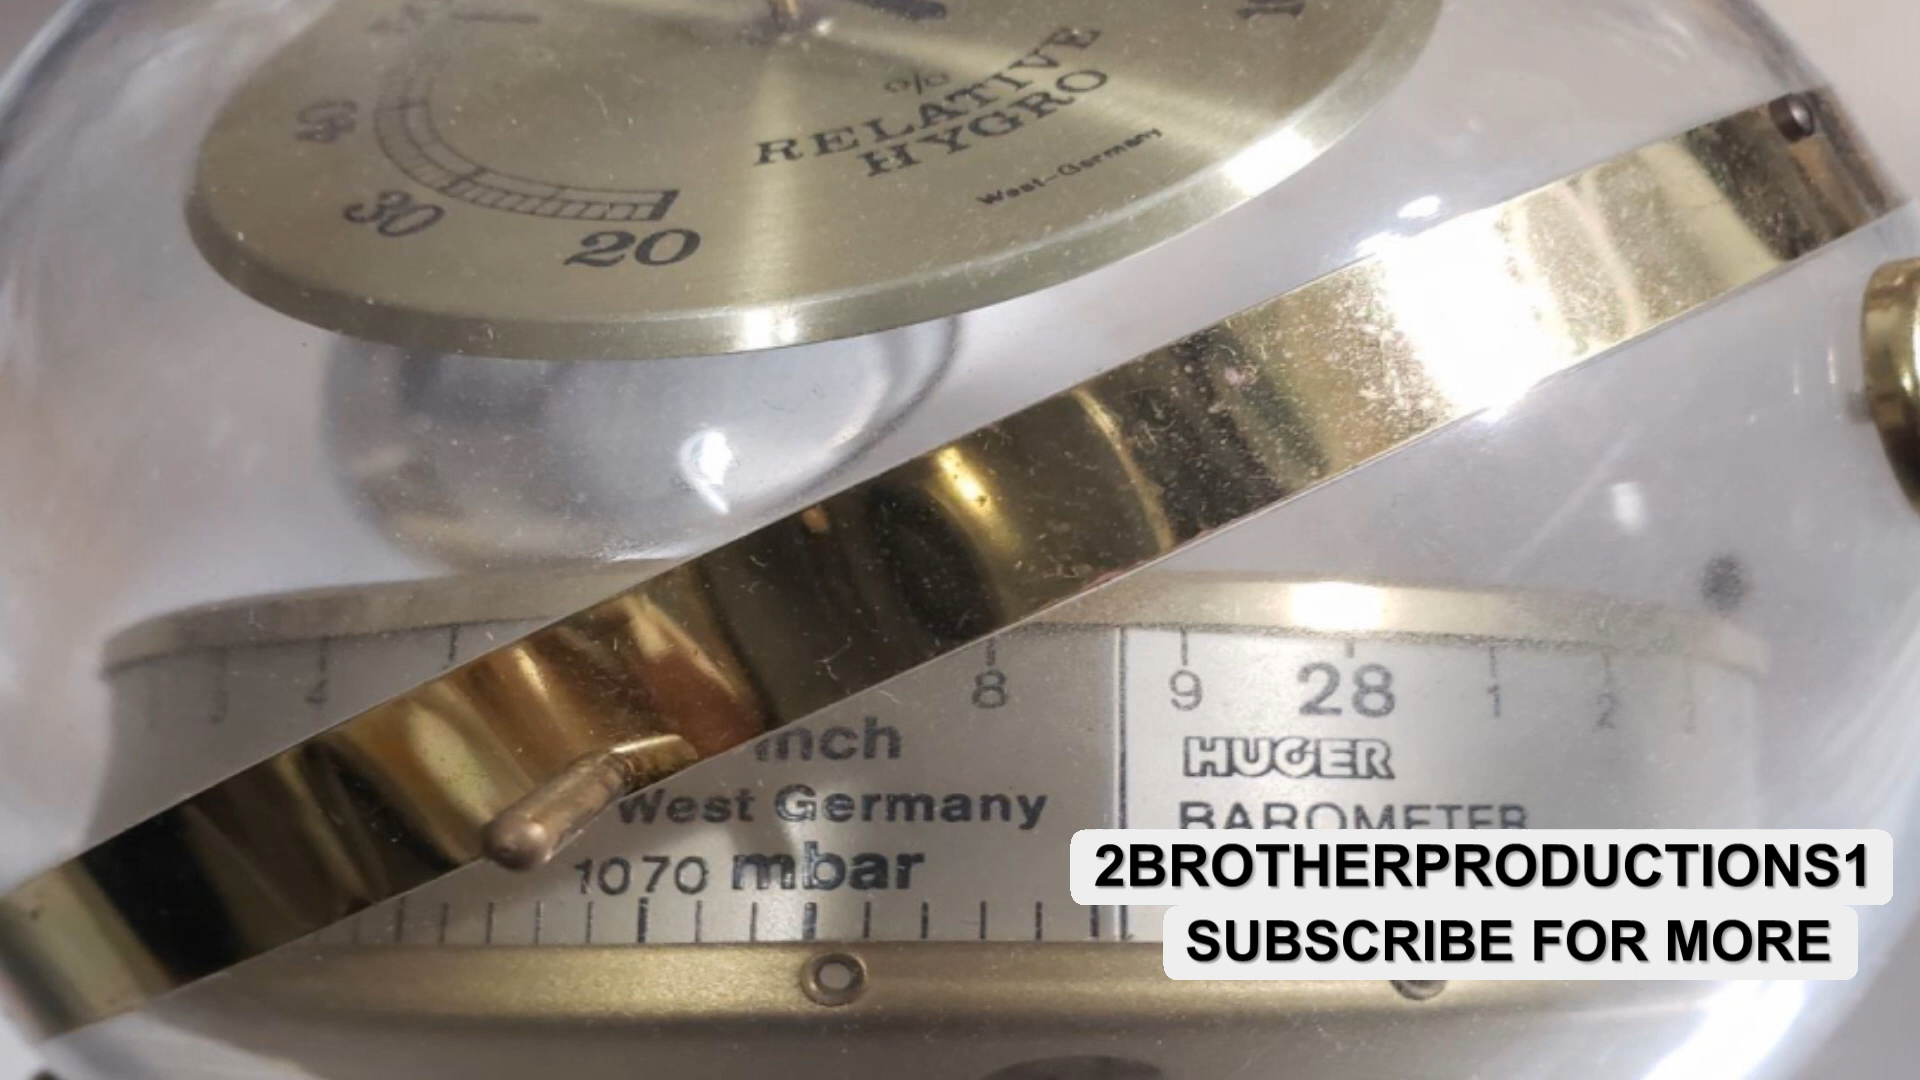 %
RELATIVE
HYGRO
West-Germany
30
20
8
9 28 1 2
inch
West Germany
1070 mbar
HUGER
BAROMETER
2BROTHERPRODUCTIONS1
SUBSCRIBE FOR MORE